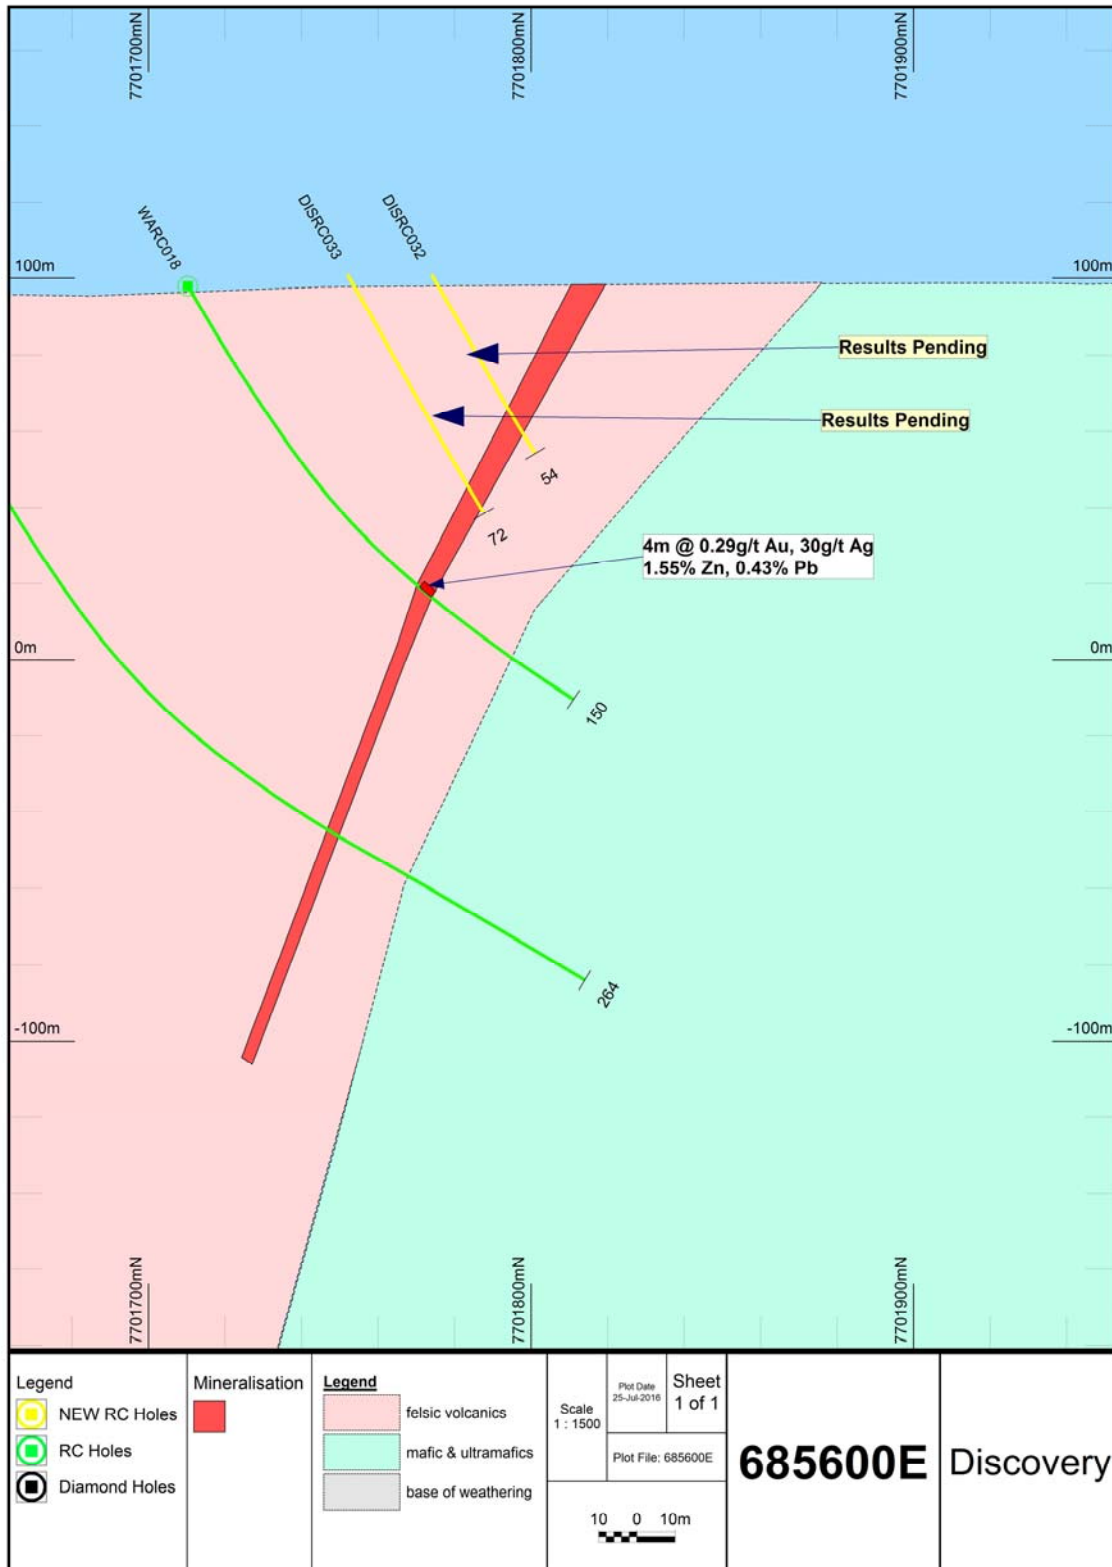 7701700mN
7701800mN
7701900mN
WARC018
DISRC033
DISRC032
100m
100m
Results Pending
Results Pending
54
72
4m @ 0.29g/t Au, 30g/t Ag
1.55% Zn, 0.43% Pb
0m
0m
150
264
-100m
-100m
7701700mN
7701800mN
7701900mN
Legend
NEW RC Holes
RC Holes
Diamond Holes
Mineralisation
Legend
felsic volcanics
mafic & ultramafics
base of weathering
Scale
1 : 1500
Plot Date
25-Jul-2016
Sheet
1 of 1
Plot File: 685600E
10 0 10m
685600E
Discovery